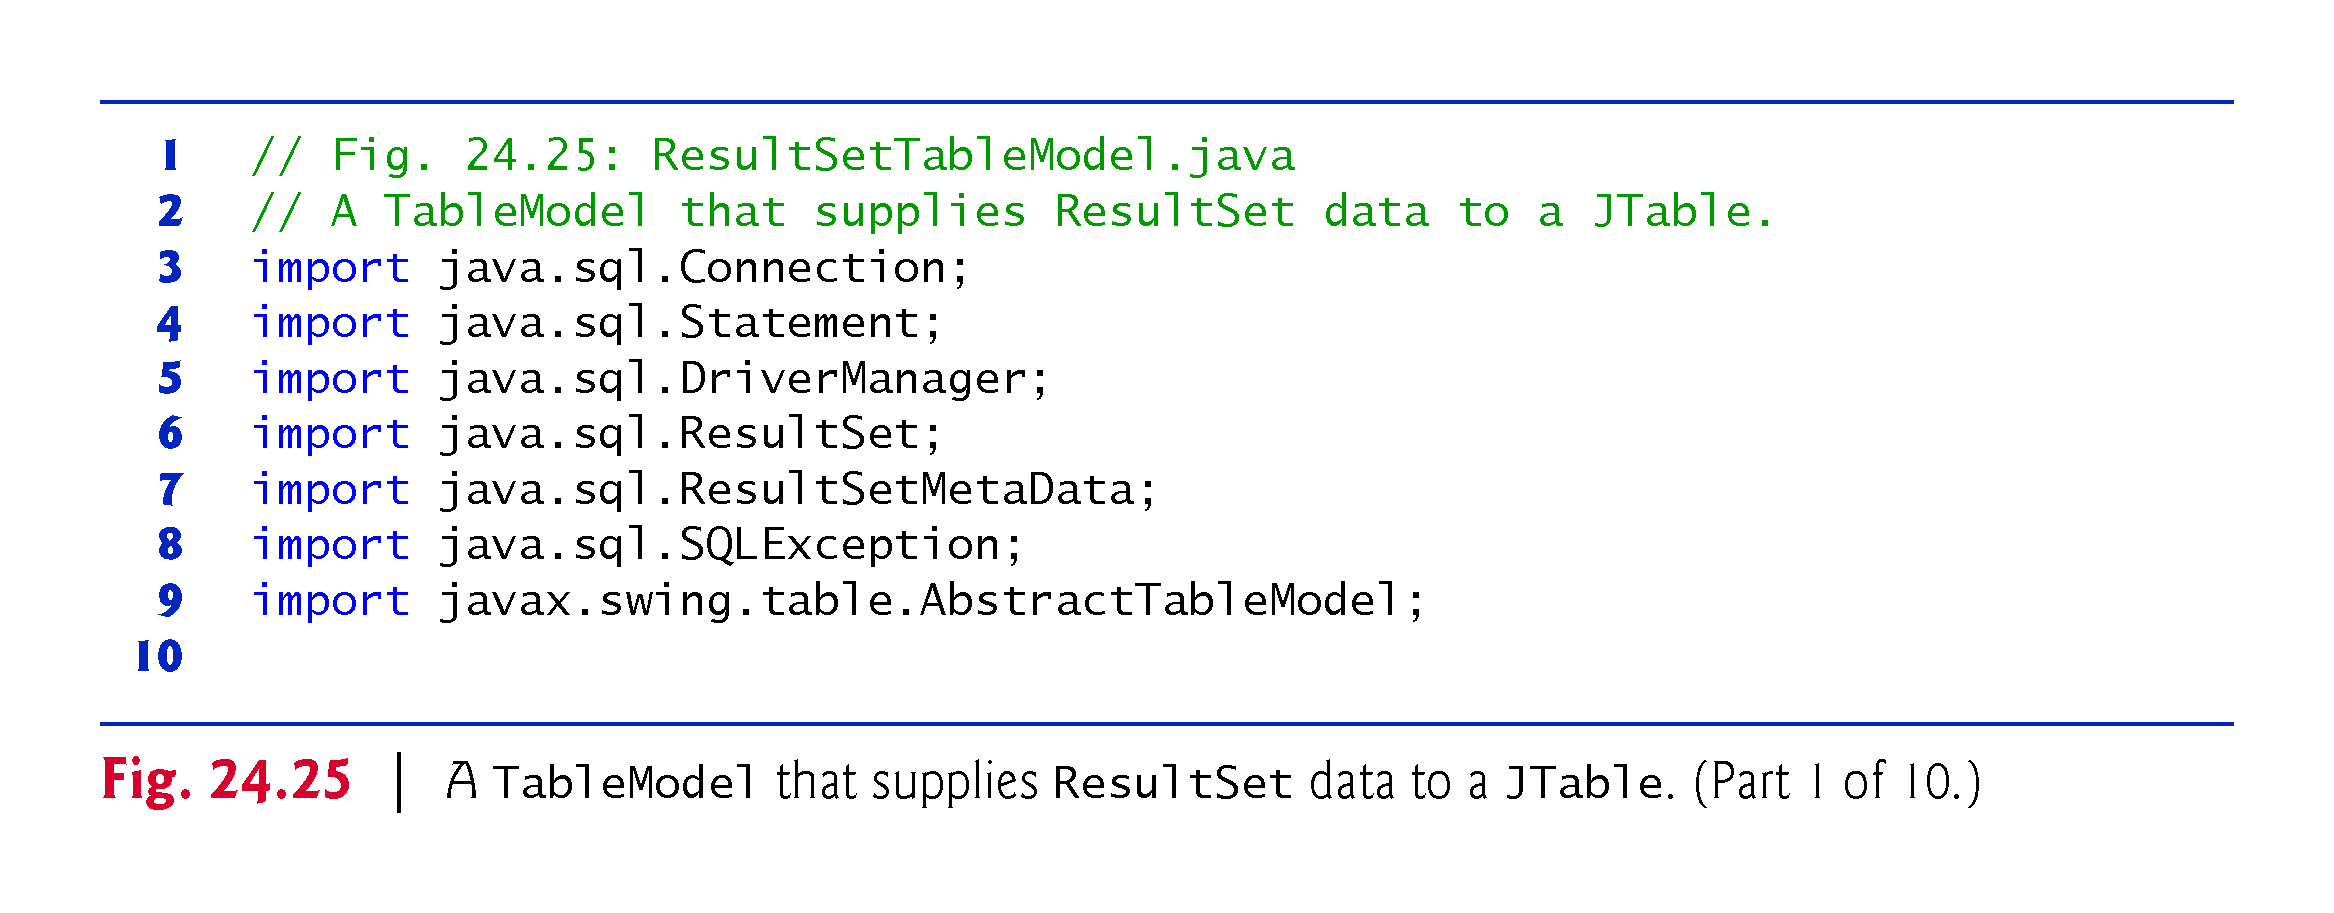 1 // Fig. 24.25: ResultSetTableModel.java
2 // A TableModel that supplies ResultSet data to a JTable.
3 import java.sql.Connection;
4 import java.sql.Statement;
5 import java.sql.DriverManager;
6 import java.sql.ResultSet;
7 import java.sql.ResultSetMetaData;
8 import java.sql.SQLException;
9 import javax.swing.table.AbstractTableModel;
10
Fig. 24.25 | A TableModel that supplies ResultSet data to a JTable. (Part 1 of 10.)